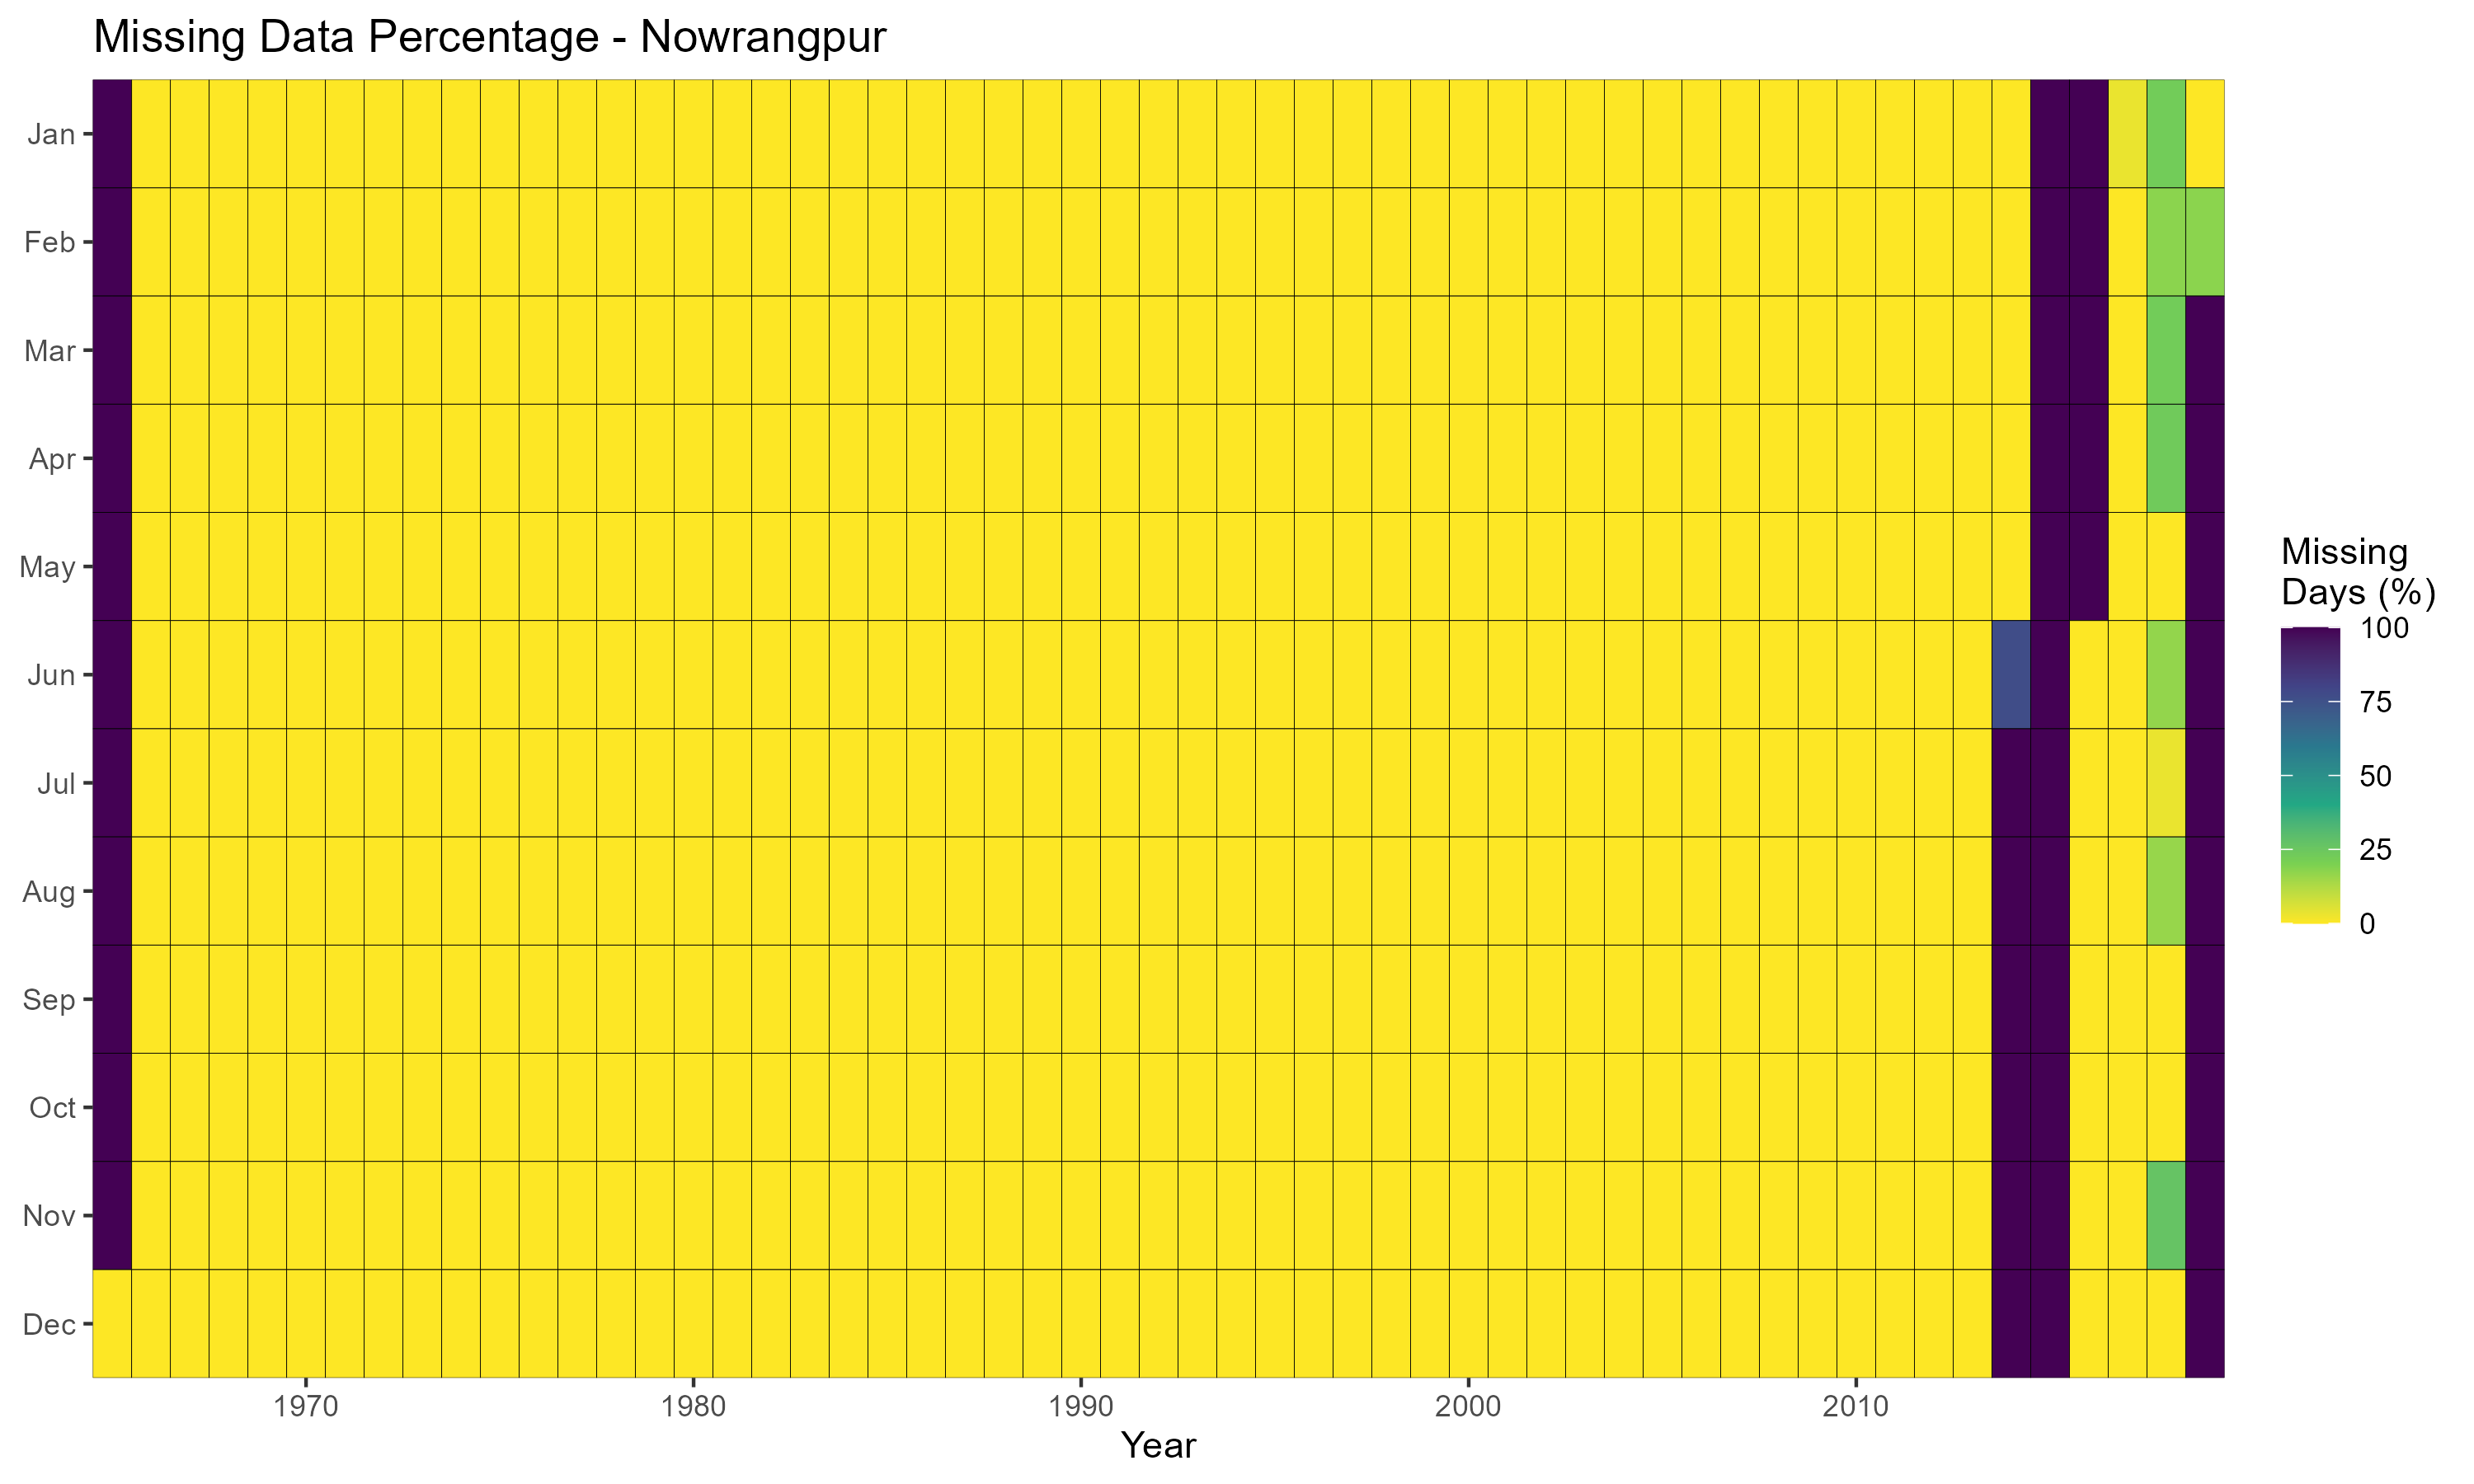 Missing Data Percentage - Nowrangpur
Jan
Feb
Mar
Apr
May
Jun
Jul
Aug
Sep
Oct
Nov
Dec
1970 1980 1990 2000 2010
Year
Missing
Days (%)
100
75
50
25
0